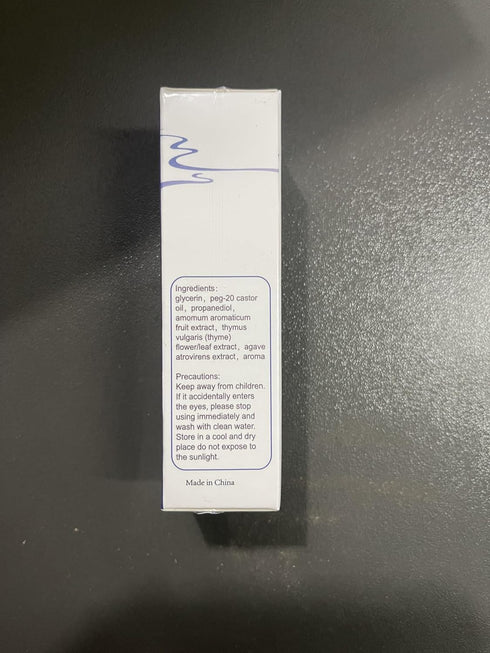 Ingredients:
glycerin, peg-20 castor
oil, propanediol,
amomum aromaticum
fruit extract, thymus
vulgaris (thyme)
flower/leaf extract, agave
atrovirens extract, aroma
Precautions:
Keep away from children.
If it accidentally enters
the eyes, please stop
using immediately and
wash with clean water.
Store in a cool and dry
place do not expose to
the sunlight.
Made in China